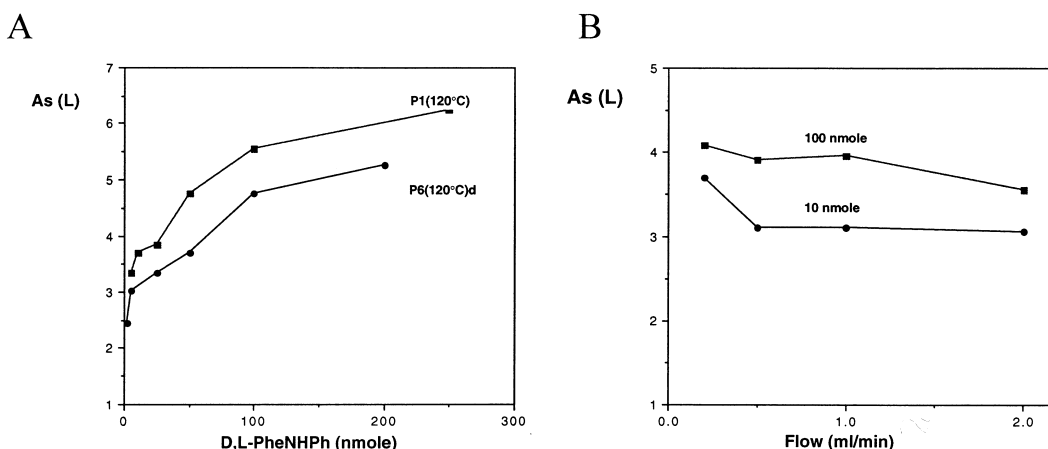 A
B
7
6
5
4
3
2
1
As (L)
P1(120°C)
P6(120°C)d
0
100
200
300
D,L-PheNHPh (nmole)
5
4
3
2
1
As (L)
100 nmole
10 nmole
0.0
1.0
2.0
Flow (ml/min)